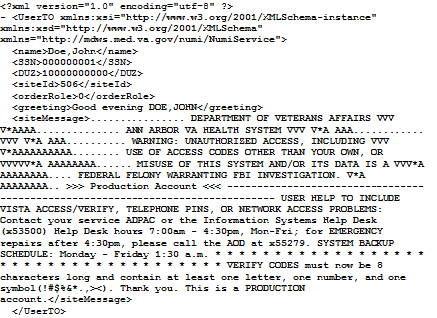 <?xml version="1.0" encoding="utf-8" ?>
- <UserTO xmlns:xsi="http://www.w3.org/2001/XMLSchema-instance"
xmlns:xsd="http://www.w3.org/2001/XMLSchema"
xmlns="http://mdws.med.va.gov/numi/NumiService">
<name>Doe,John</name>
<SSN>000000001</SSN>
<DUZ>10000000000</DUZ>
<siteId>506</siteId>
<orderRole>0</orderRole>
<greeting>Good evening DOE,JOHN</greeting>
<siteMessage>............... DEPARTMENT OF VETERANS AFFAIRS VVV
V*AAAA............... ANN ARBOR VA HEALTH SYSTEM VVV V*A AAA............
VVV V*A AAA.......... WARNING: UNAUTHORISED ACCESS, INCLUDING VVV
V*AAAAAAAAAA......... USE OF ACCESS CODES OTHER THAN YOUR OWN, OR
VVVVV*A AAAAAAAA...... MISUSE OF THIS SYSTEM AND/OR ITS DATA IS A VVV*A
AAAAAAAA.... FEDERAL FELONY WARRANTING FBI INVESTIGATION. V*A
AAAAAAAA.. >>> Production Account <<< -----------------------------------
------------------------------------------------ USER HELP TO INCLUDE
VISTA ACCESS/VERIFY, TELEPHONE PINS, OR NETWORK ACCESS PROBLEMS:
Contact your service ADPAC or the Information Systems Help Desk
(x53500) Help Desk hours 7:00am - 4:30pm, Mon-Fri; for EMERGENCY
repairs after 4:30pm, please call the AOD at x55279. SYSTEM BACKUP
SCHEDULE: Monday - Friday 1:30 a.m. * * * * * * * * * * * * * * * * * *
* * * * * * * * * * * * * * * * * * * VERIFY CODES must now be 8
characters long and contain at least one letter, one number, and one
symbol(!#$%&*.,><). Thank you. This is a PRODUCTION
account.</siteMessage>
</UserTO>